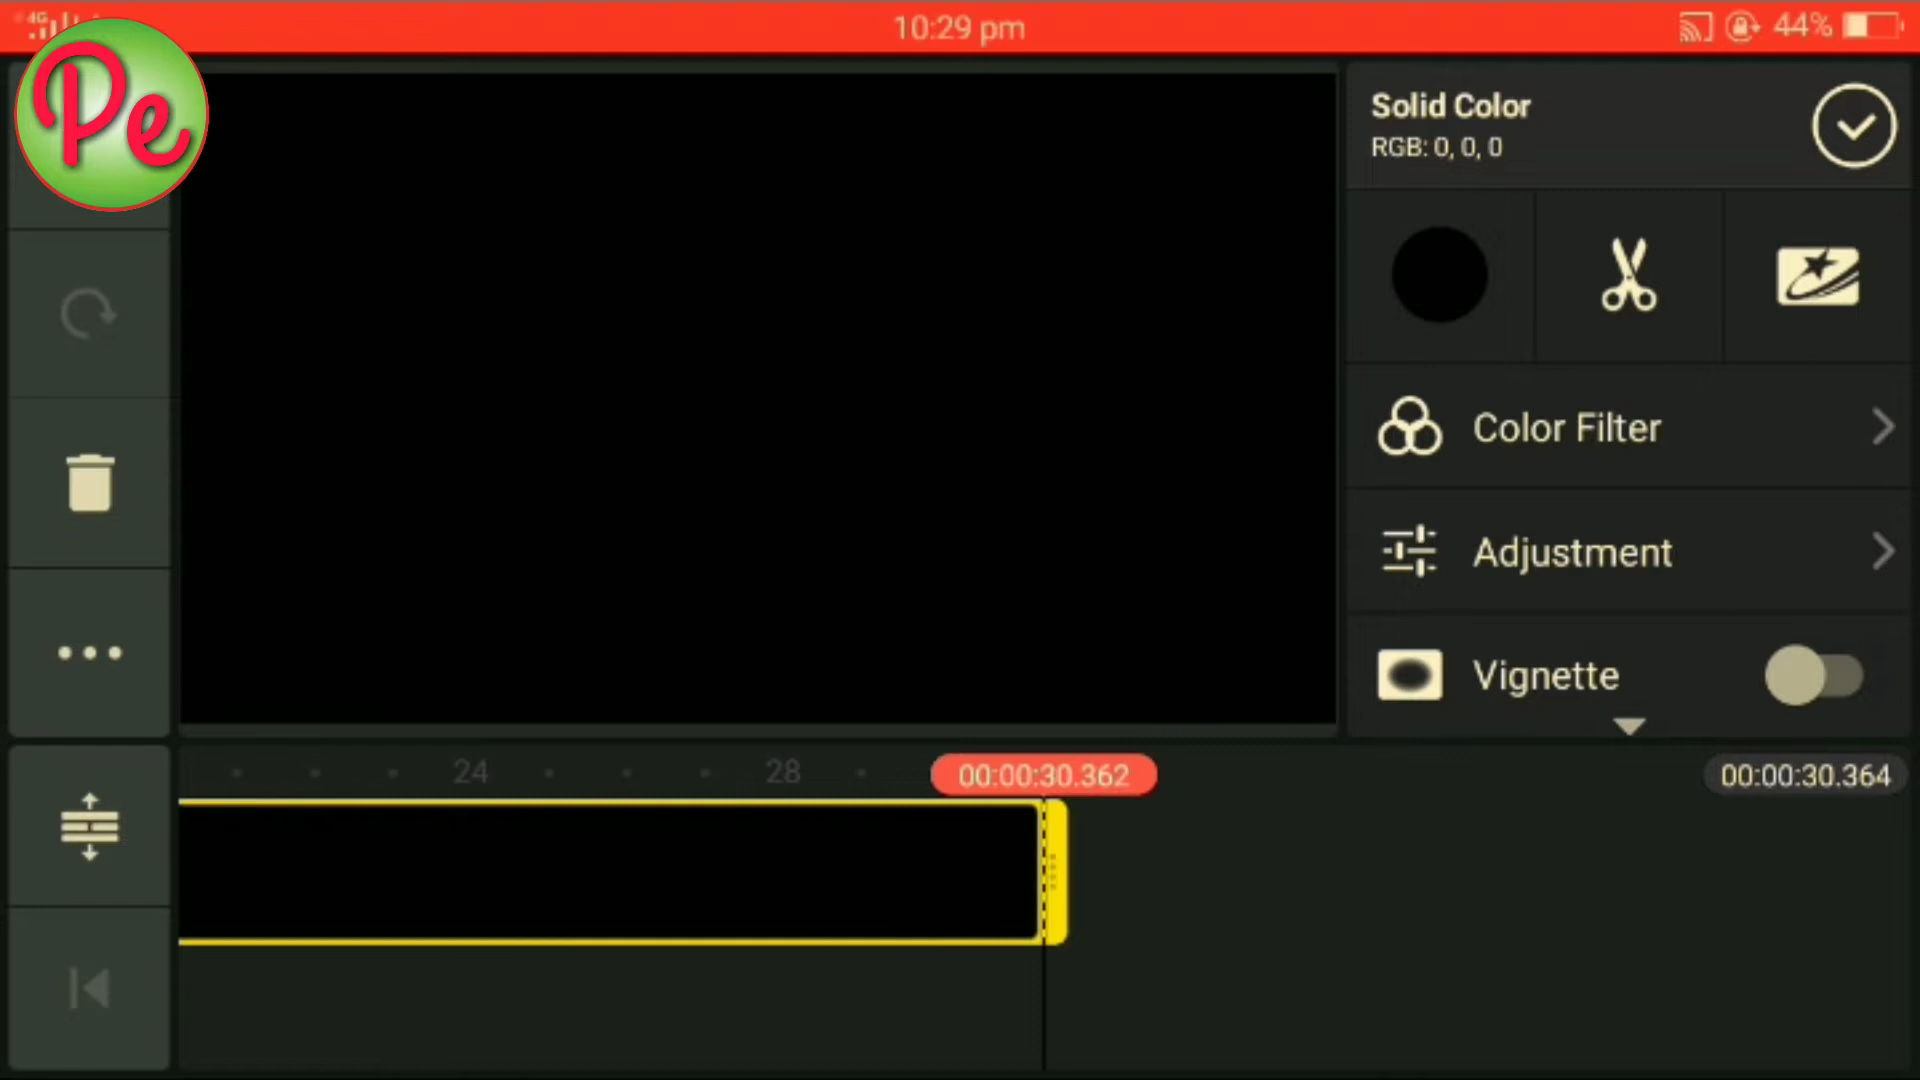 4G
10:29 pm
44%
Pe
Solid Color
RGB: 0, 0, 0
Color Filter
Adjustment
Vignette
24
28
00:00:30.362
00:00:30.364